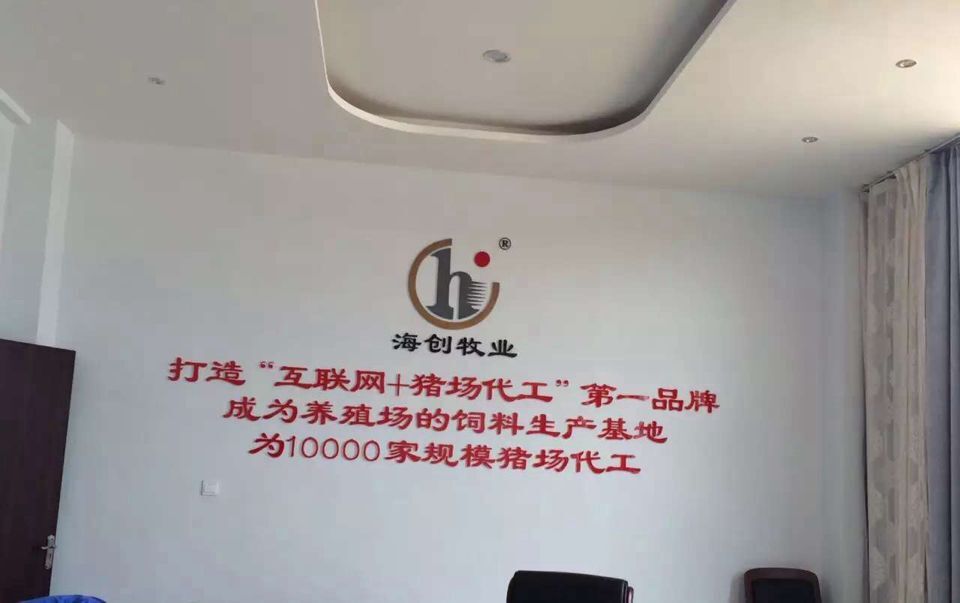 h
®
海创牧业
打造“互联网+猪场代工”第一品牌
成为养殖场的饲料生产基地
为10000家规模猪场代工